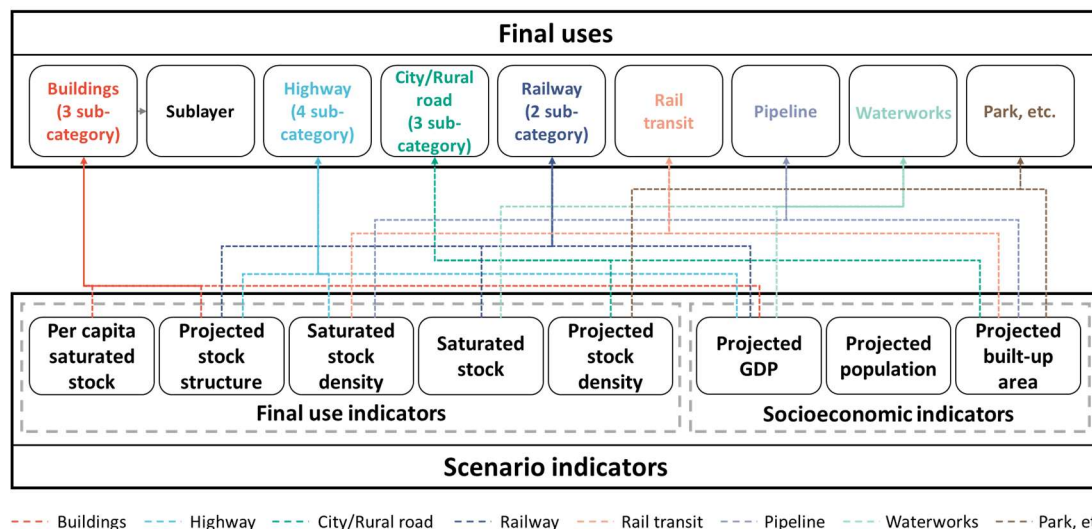 Final uses
Buildings
(3 sub-
category)
Sublayer
Highway
(4 sub-
category)
City/Rural
road
(3 sub-
category)
Railway
(2 sub-
category)
Rail
transit
Pipeline
Waterworks
Park, etc.
Per capita
saturated
stock
Projected
stock
structure
Saturated
stock
density
Saturated
stock
Projected
stock
density
Projected
GDP
Projected
population
Projected
built-up
area
Final use indicators
Socioeconomic indicators
Scenario indicators
Buildings Highway City/Rural road Railway Rail transit Pipeline Waterworks Park, e